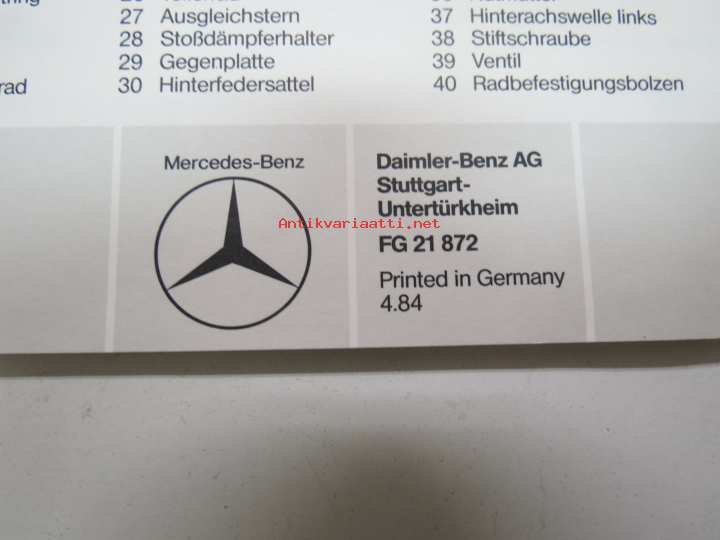 27 Ausgleichstern
28 Stoßdämpferhalter
29 Gegenplatte
30 Hinterfedersattel
37 Hinterachswelle links
38 Stiftschraube
39 Ventil
40 Radbefestigungsbolzen
Mercedes-Benz
Daimler-Benz AG
Stuttgart-
Untertürkheim
FG 21 872
Printed in Germany
4.84
Antikvariaatti.net